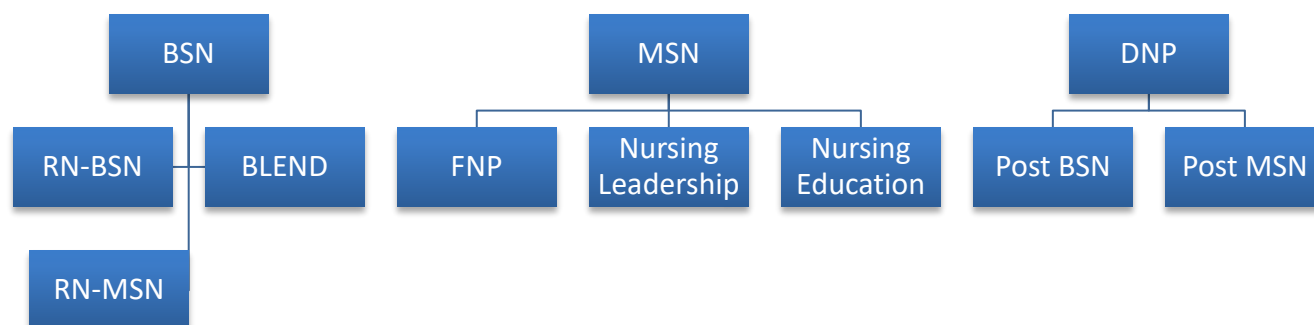 BSN
MSN
DNP
RN-BSN
BLEND
FNP
Nursing
Leadership
Nursing
Education
Post BSN
Post MSN
RN-MSN